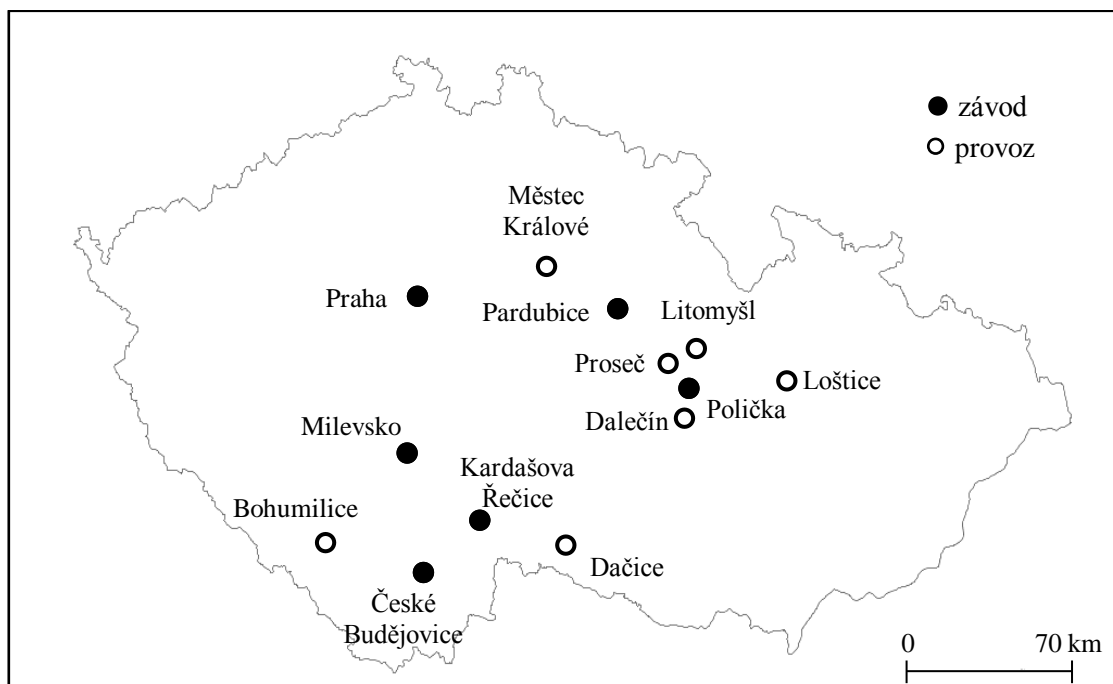 závod
provoz
Městec
Králové
Praha
Pardubice
Litomyšl
Proseč
Loštice
Polička
Dalečín
Milevsko
Kardašova
Řečice
Bohumilice
Dačice
České
Budějovice
0 70 km